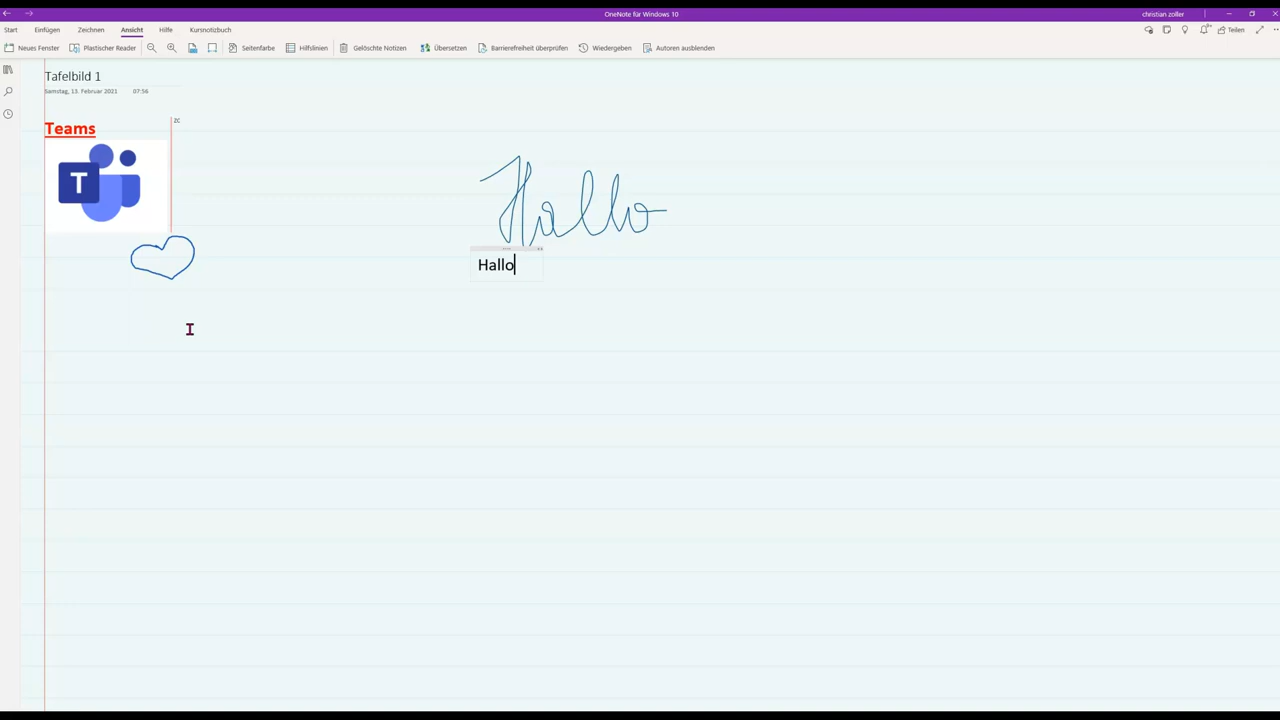 OneNote für Windows 10
christian zoller
Start Einfügen Zeichnen Ansicht Hilfe Kursnotizbuch
Teilen
Neues Fenster Plastischer Reader Seitenfarbe Hilfslinien Gelöschte Notizen Übersetzen Barrierefreiheit überprüfen Wiedergeben Autoren ausblenden
Tafelbild 1
Samstag, 13. Februar 2021 07:56
Teams
ZC
T
Hallo
Hallo